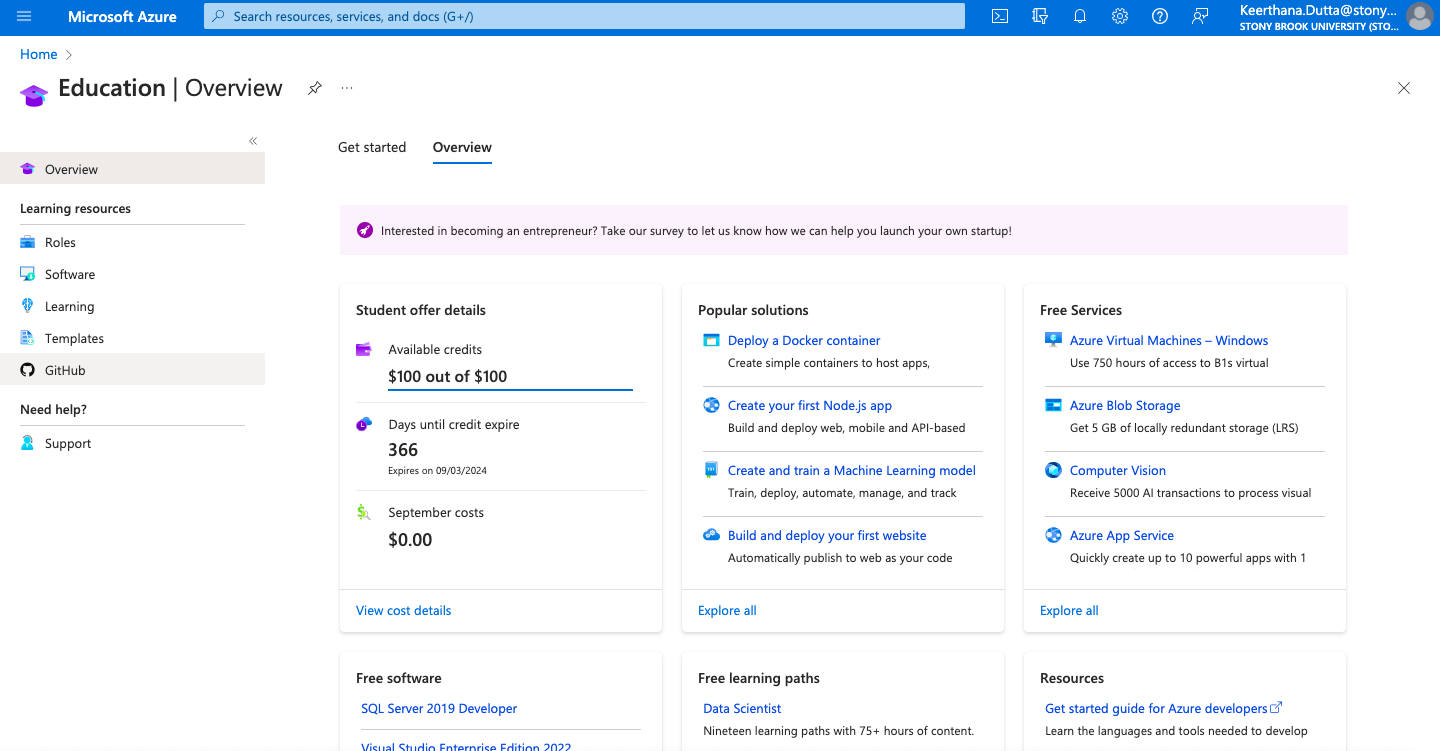 Microsoft Azure
Search resources, services, and docs (G+/)
Keerthana.Dutta@stony...
STONY BROOK UNIVERSITY (STO...
Home
Education | Overview
...
«
Overview
Learning resources
Roles
Software
Learning
Templates
GitHub
Need help?
Support
Get started
Overview
Interested in becoming an entrepreneur? Take our survey to let us know how we can help you launch your own startup!
Student offer details
Available credits
$100 out of $100
Days until credit expire
366
Expires on 09/03/2024
September costs
$0.00
View cost details
Popular solutions
Deploy a Docker container
Create simple containers to host apps,
Create your first Node.js app
Build and deploy web, mobile and API-based
Create and train a Machine Learning model
Train, deploy, automate, manage, and track
Build and deploy your first website
Automatically publish to web as your code
Explore all
Free Services
Azure Virtual Machines – Windows
Use 750 hours of access to B1s virtual
Azure Blob Storage
Get 5 GB of locally redundant storage (LRS)
Computer Vision
Receive 5000 AI transactions to process visual
Azure App Service
Quickly create up to 10 powerful apps with 1
Explore all
Free software
SQL Server 2019 Developer
Visual Studio Enterprise Edition 2022
Free learning paths
Data Scientist
Nineteen learning paths with 75+ hours of content.
Resources
Get started guide for Azure developers
Learn the languages and tools needed to develop